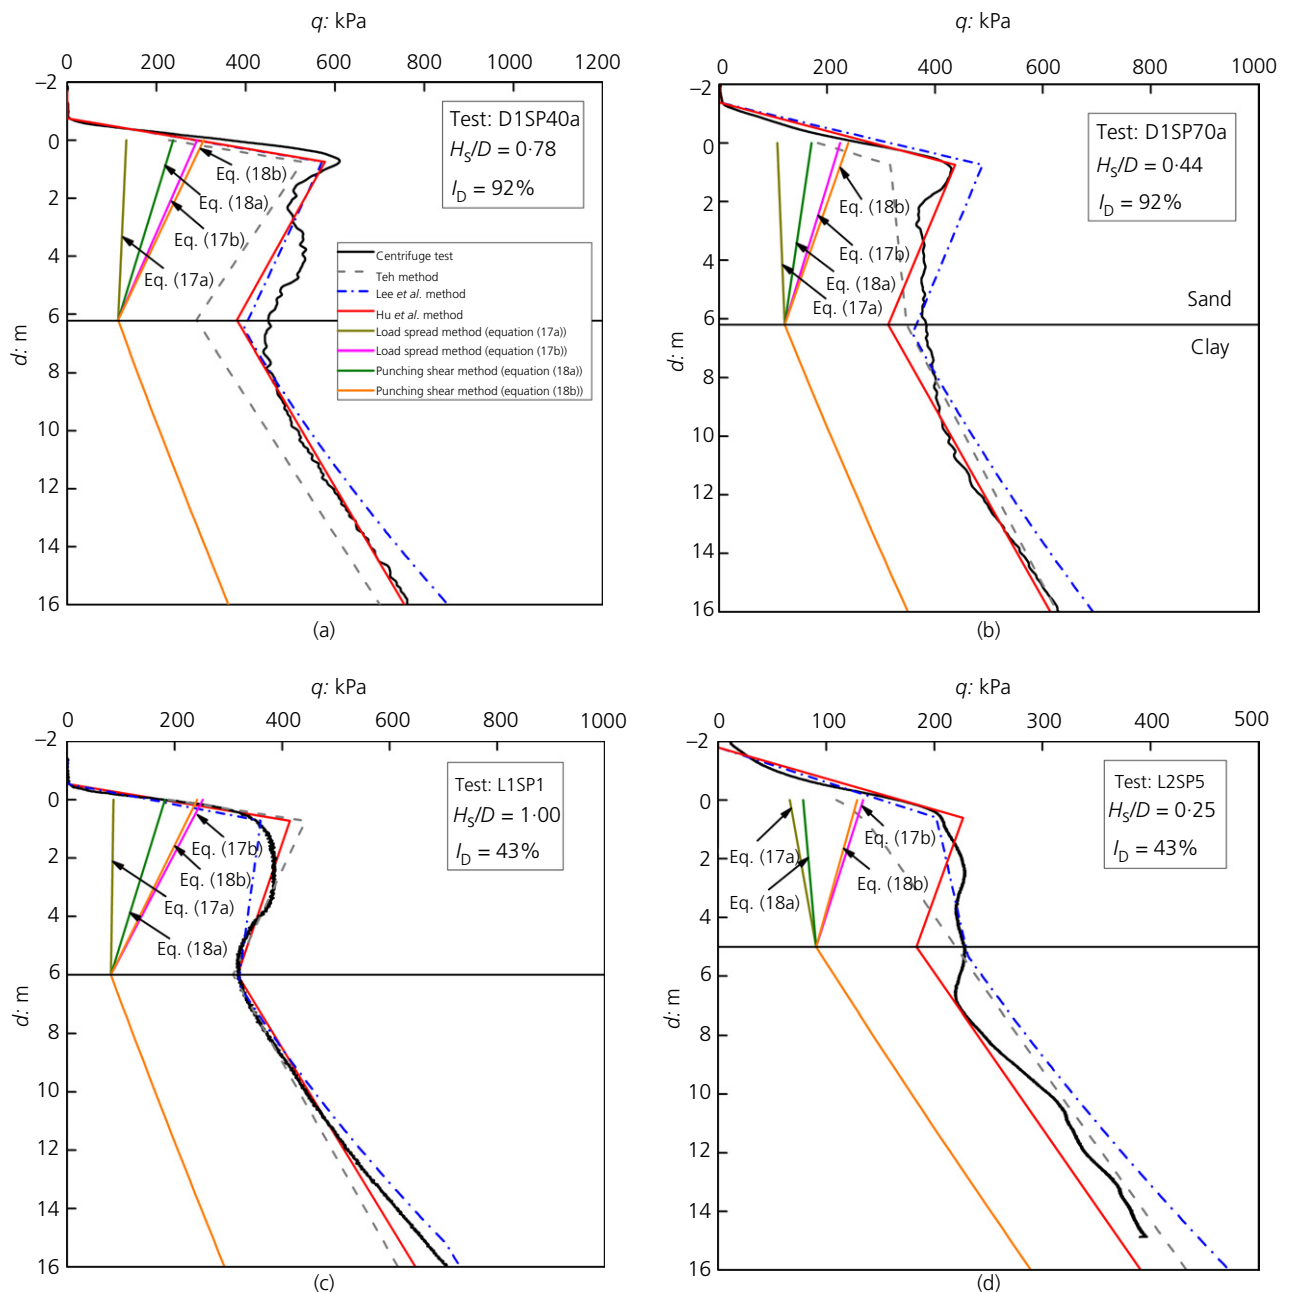 q: kPa
0 200 400 600 800 1000 1200
–2
0
2
4
6
8
10
12
14
16
d: m
Test: D1SP40a
HS/D = 0·78
ID = 92%
Eq. (18b)
Eq. (18a)
Eq. (17b)
Eq. (17a)
Centrifuge test
Teh method
Lee et al. method
Hu et al. method
Load spread method (equation (17a))
Load spread method (equation (17b))
Punching shear method (equation (18a))
Punching shear method (equation (18b))
(a)
q: kPa
0 200 400 600 800 1000
–2
0
2
4
6
8
10
12
14
16
d: m
Test: D1SP70a
HS/D = 0·44
ID = 92%
Eq. (18b)
Eq. (17b)
Eq. (18a)
Eq. (17a)
Sand
Clay
(b)
q: kPa
0 200 400 600 800 1000
–2
0
2
4
6
8
10
12
14
16
d: m
Test: L1SP1
HS/D = 1·00
ID = 43%
Eq. (17b)
Eq. (18b)
Eq. (17a)
Eq. (18a)
(c)
q: kPa
0 100 200 300 400 500
–2
0
2
4
6
8
10
12
14
16
d: m
Test: L2SP5
HS/D = 0·25
ID = 43%
Eq. (17b)
Eq. (17a)
Eq. (18b)
Eq. (18a)
(d)